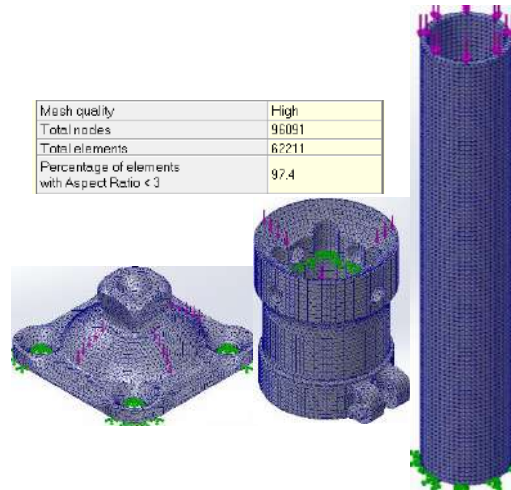 Mesh quality High
Total nodes 96091
Total elements 62211
Percentage of elements
with Aspect Ratio < 3 97.4